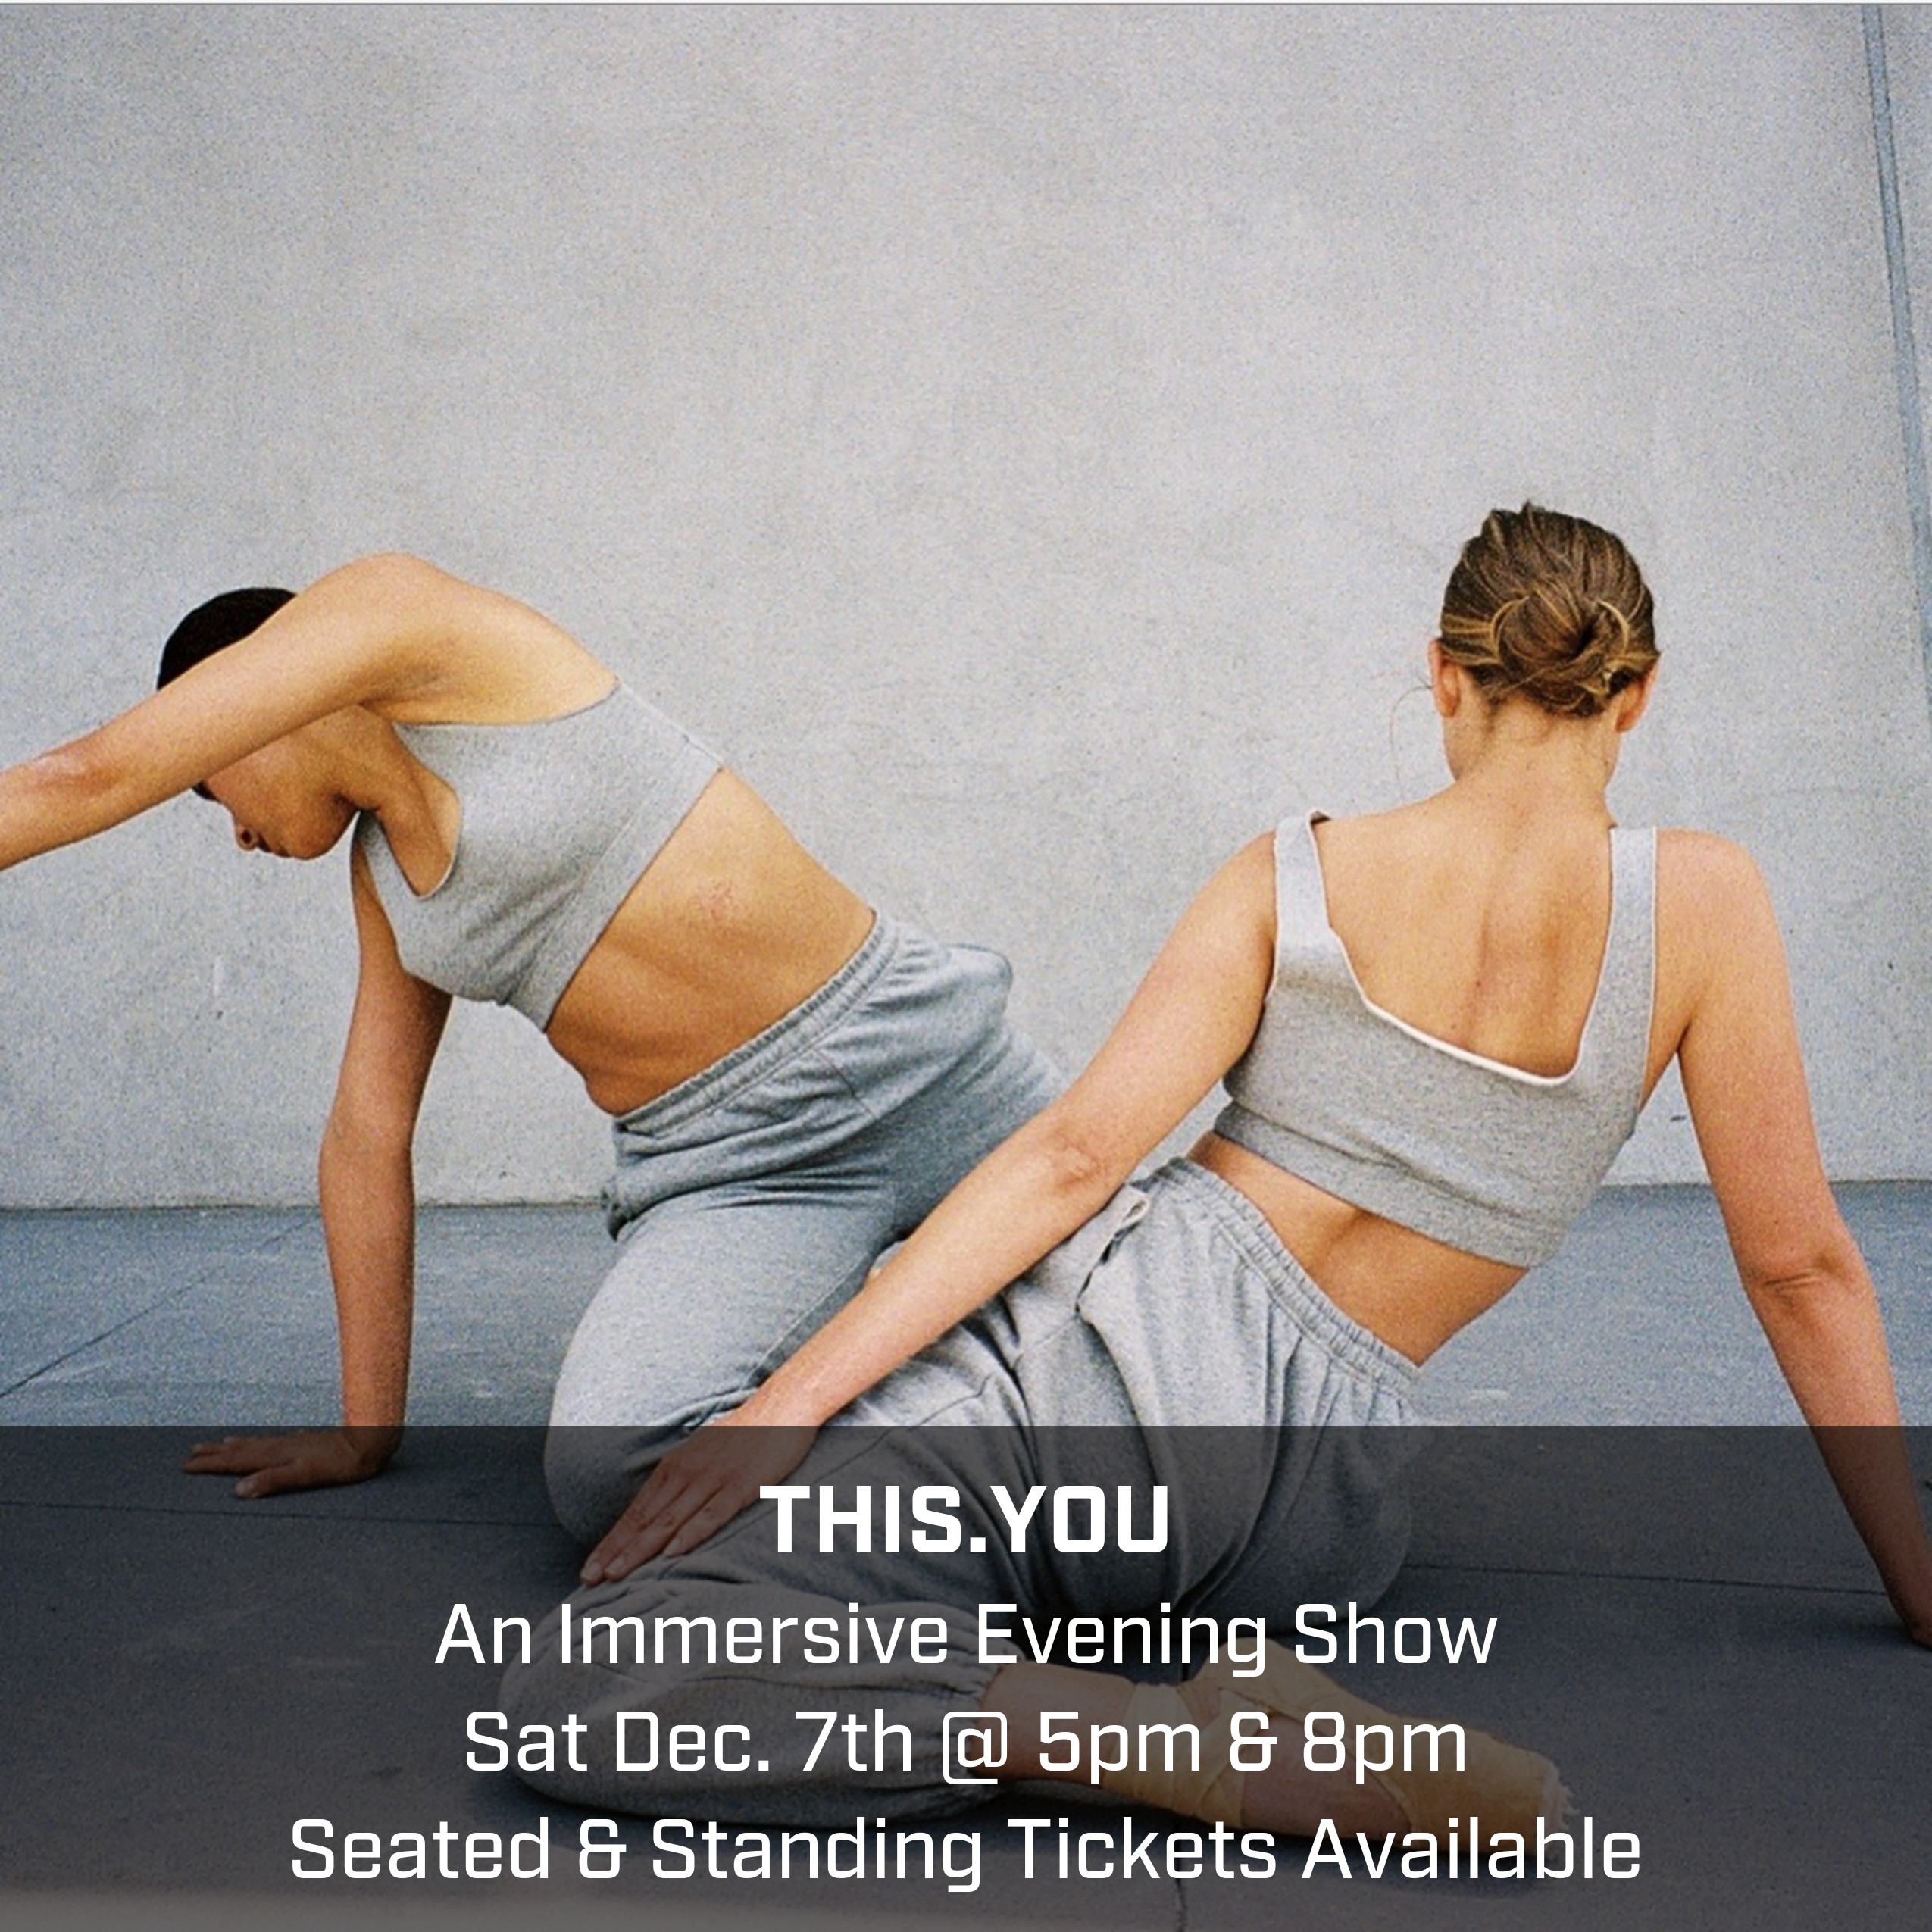 THIS.YOU
An Immersive Evening Show
Sat Dec. 7th @ 5pm & 8pm
Seated & Standing Tickets Available